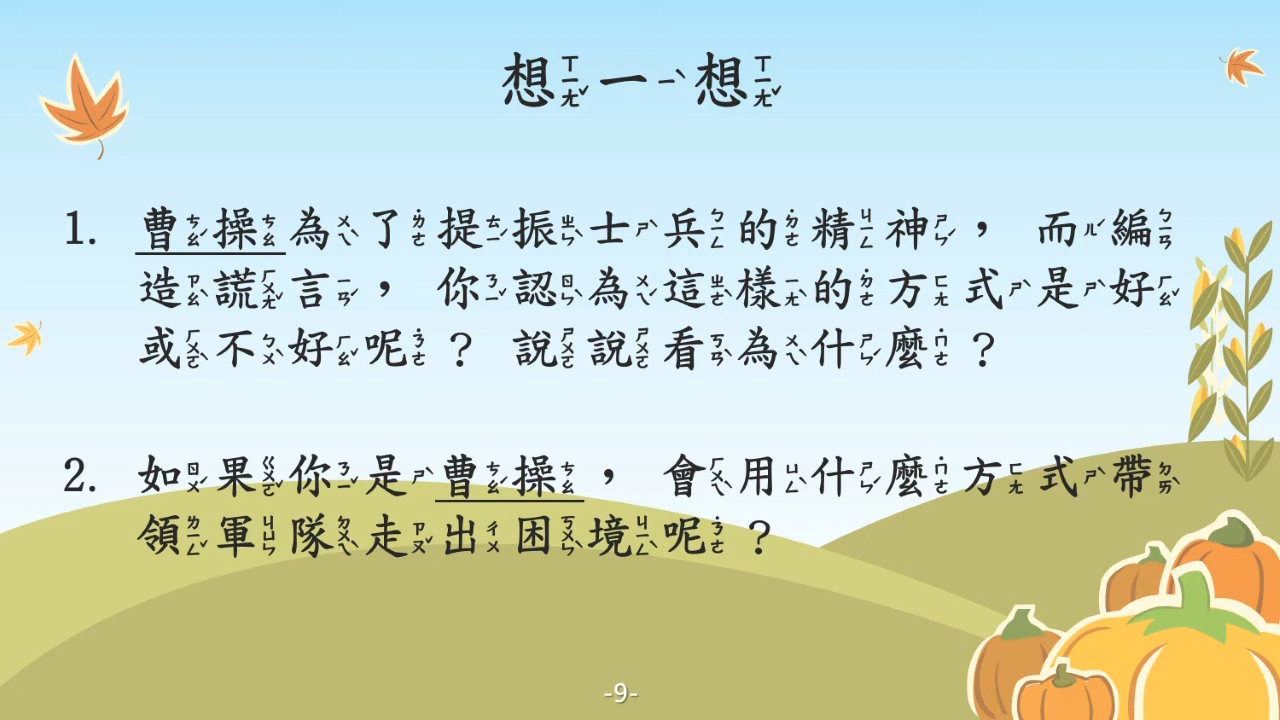 想一想
1. 曹操為了提振士兵的精神，而編
造謊言，你認為這樣的方式是好
或不好呢？說說看為什麼？
2. 如果你是曹操，會用什麼方式帶
領軍隊走出困境呢？
-9-